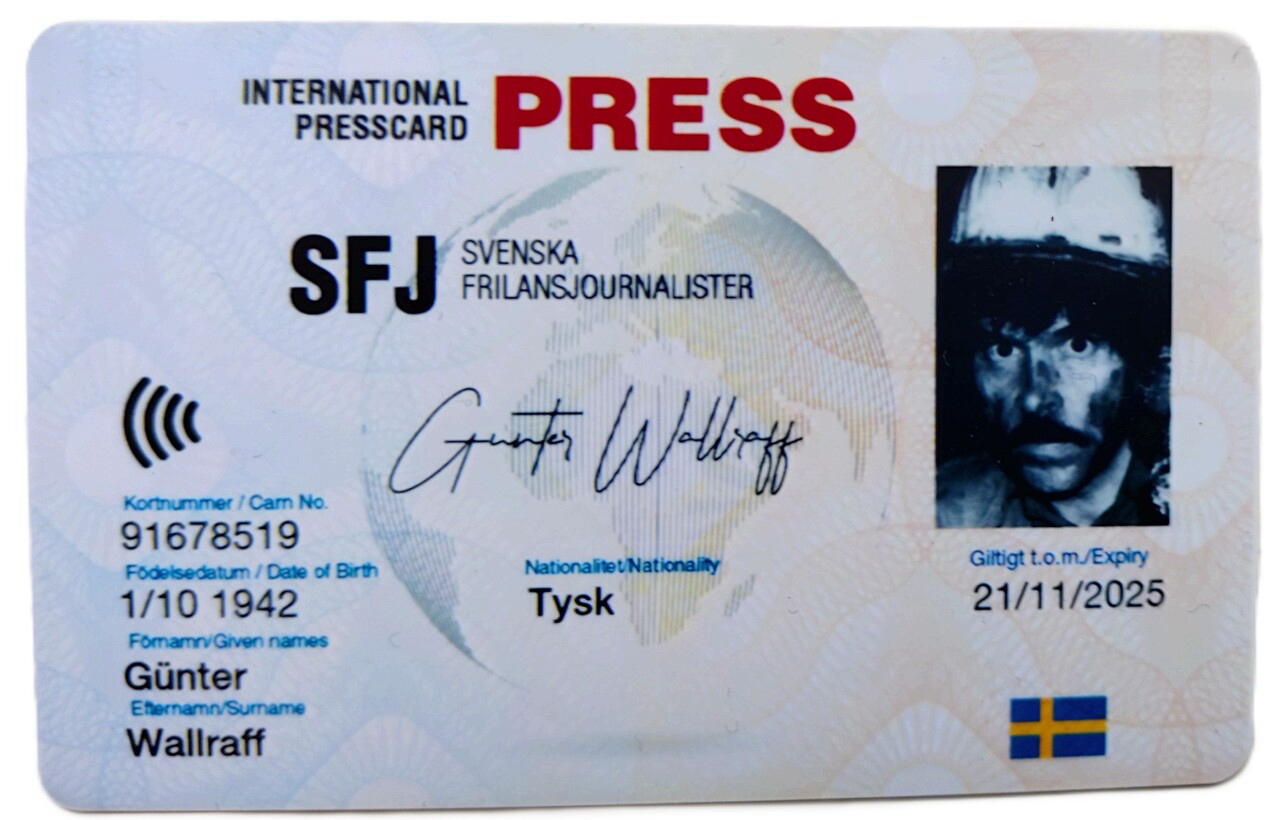 INTERNATIONAL
PRESSCARD
PRESS
SFJ
SVENSKA
FRILANSJOURNALISTER
Gunter Wallraff
Kortnummer / Carn No.
91678519
Födelsedatum / Date of Birth
1/10 1942
Förnamn/Given names
Günter
Efternamn/Surname
Wallraff
Nationalitet/Nationality
Tysk
Giltigt t.o.m./Expiry
21/11/2025